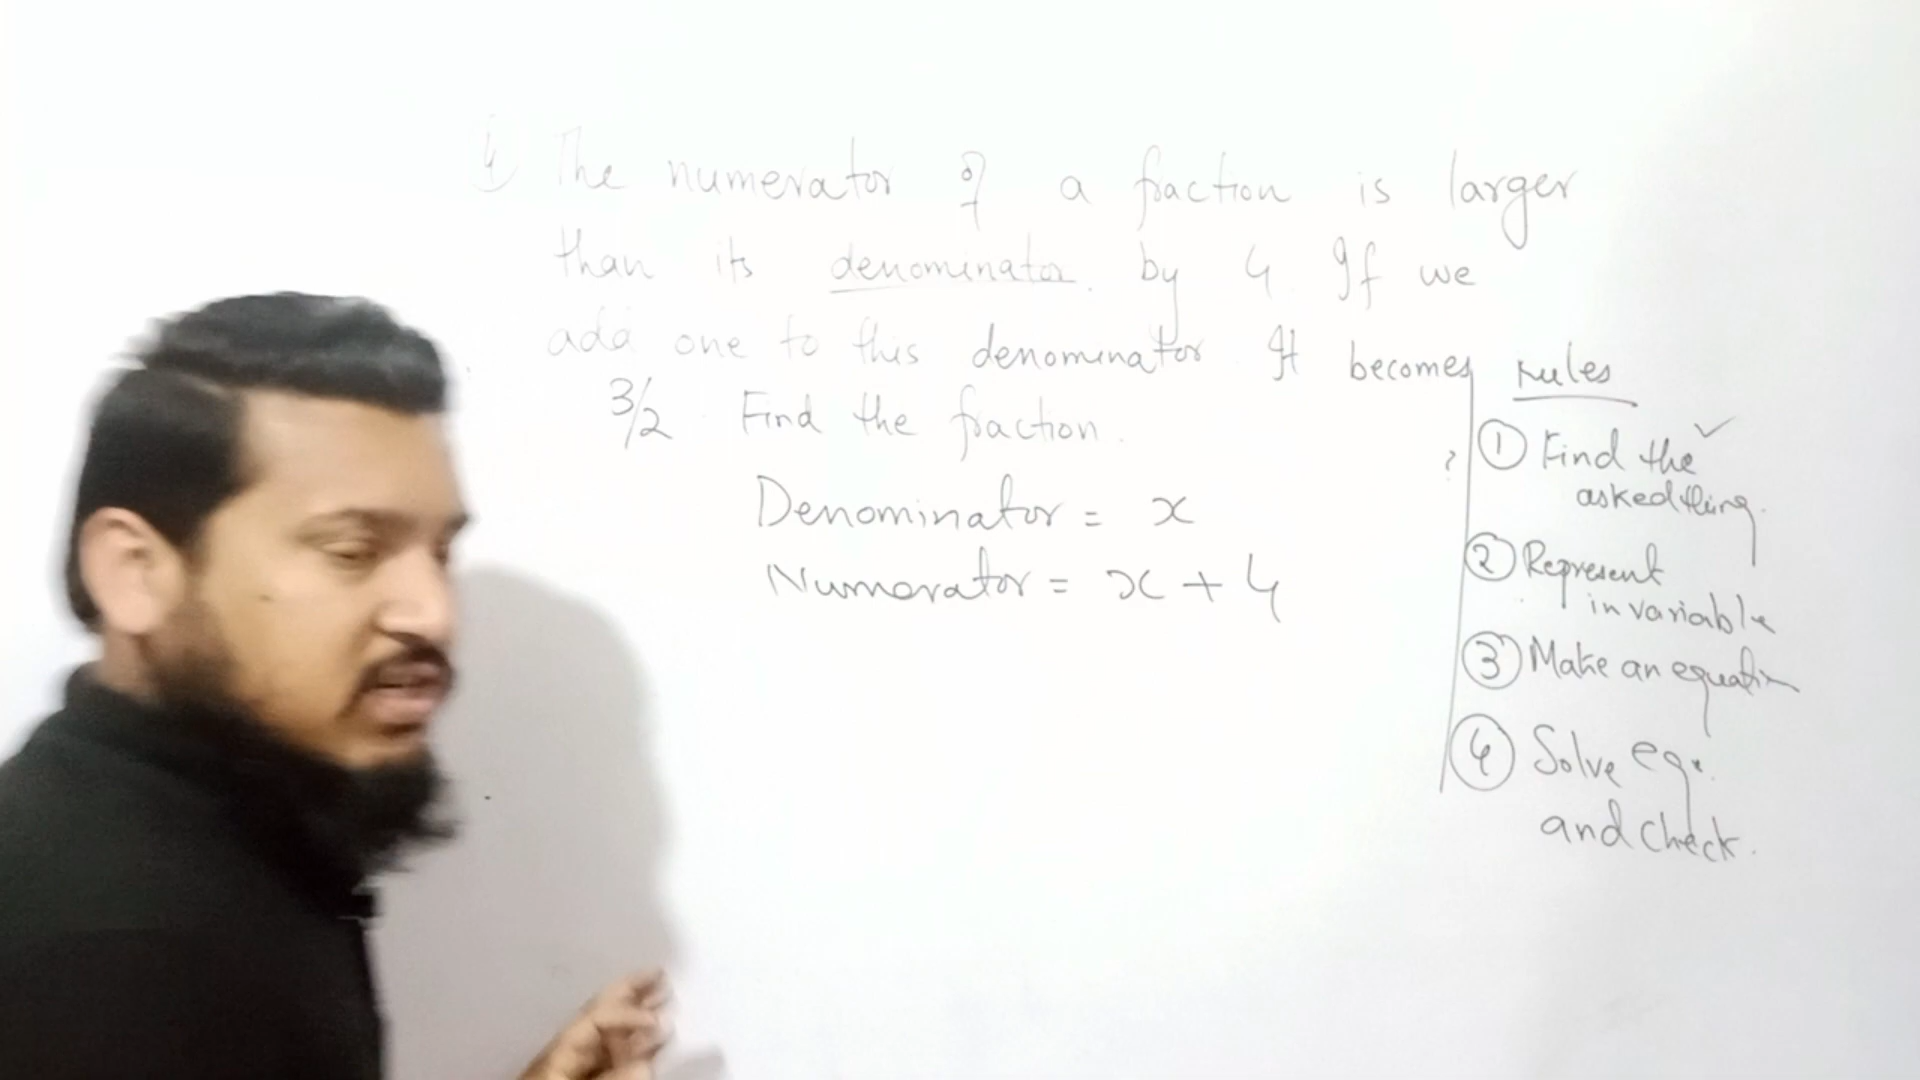 4 The numerator of a fraction is larger
than its denominator by 4 If we
add one to this denominator. It becomes
3/2 Find the fraction.
Denominator = x
Numerator = x + 4
rules
? ① Find the
asked thing.
② Represent
in variable
③ Make an equation
④ Solve eq.
and check.